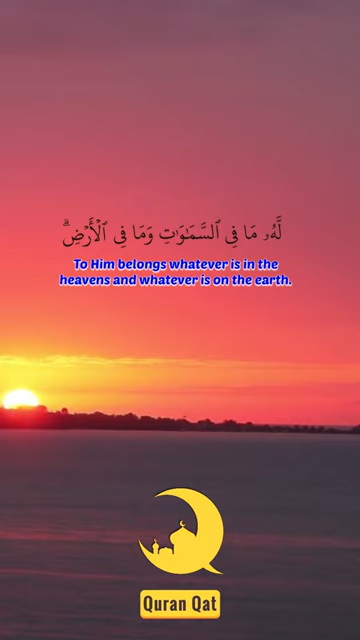 لَّهُۥ مَا فِى ٱلسَّمَـٰوَٰتِ وَمَا فِى ٱلْأَرْضِ ۗ
To Him belongs whatever is in the
heavens and whatever is on the earth.
Quran Qat